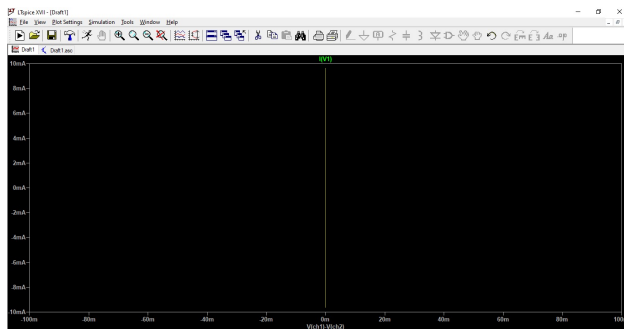 LTspice XVII - [Draft1]
File View Plot Settings Simulation Tools Window Help
Draft1 Draft1.asc
I(V1)
10mA
8mA
6mA
4mA
2mA
0mA
-2mA
-4mA
-6mA
-8mA
-10mA
-100m -80m -60m -40m -20m 0m 20m 40m 60m 80m 100
V(ch1)-V(ch2)